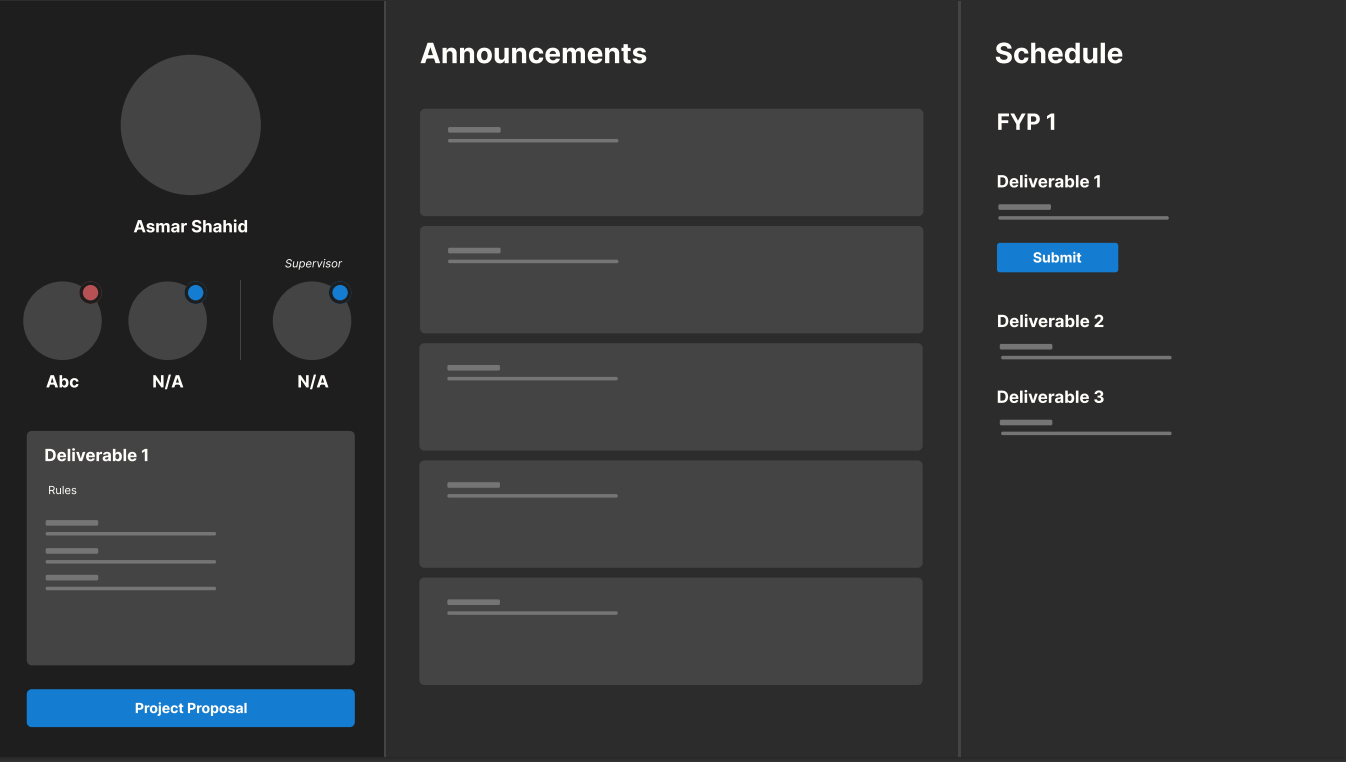 Asmar Shahid
Supervisor
Abc
N/A
N/A
Deliverable 1
Rules
Project Proposal
Announcements
Schedule
FYP 1
Deliverable 1
Submit
Deliverable 2
Deliverable 3